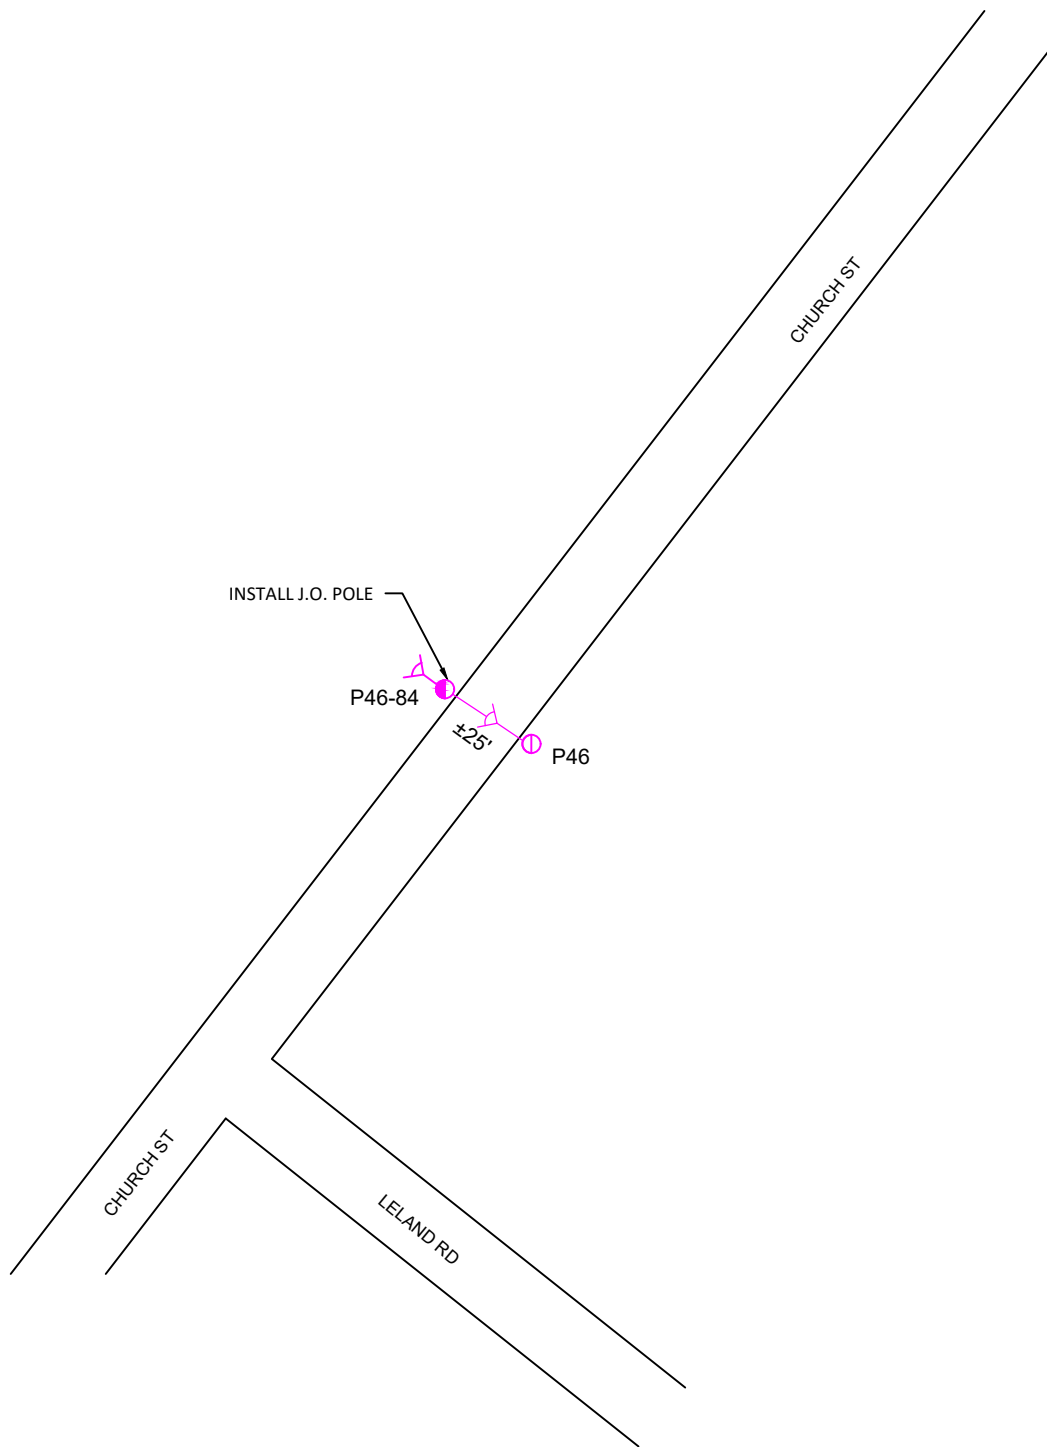 CHURCH ST
INSTALL J.O. POLE
P46-84
±25'
P46
CHURCH ST
LELAND RD